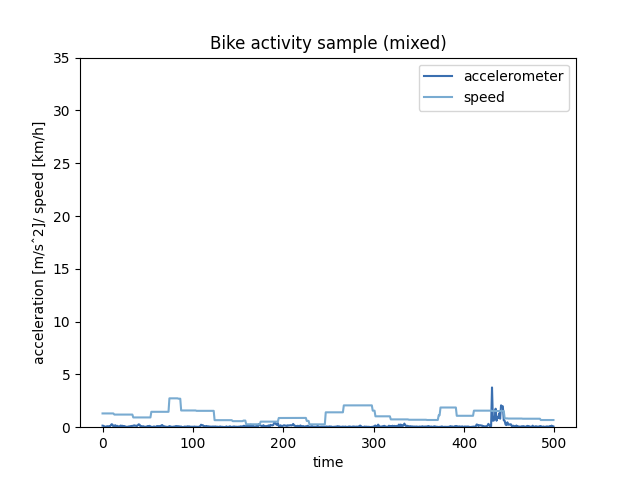 Bike activity sample (mixed)
accelerometer
speed
35
30
25
20
15
10
5
0
acceleration [m/s^2]/ speed [km/h]
0 100 200 300 400 500
time